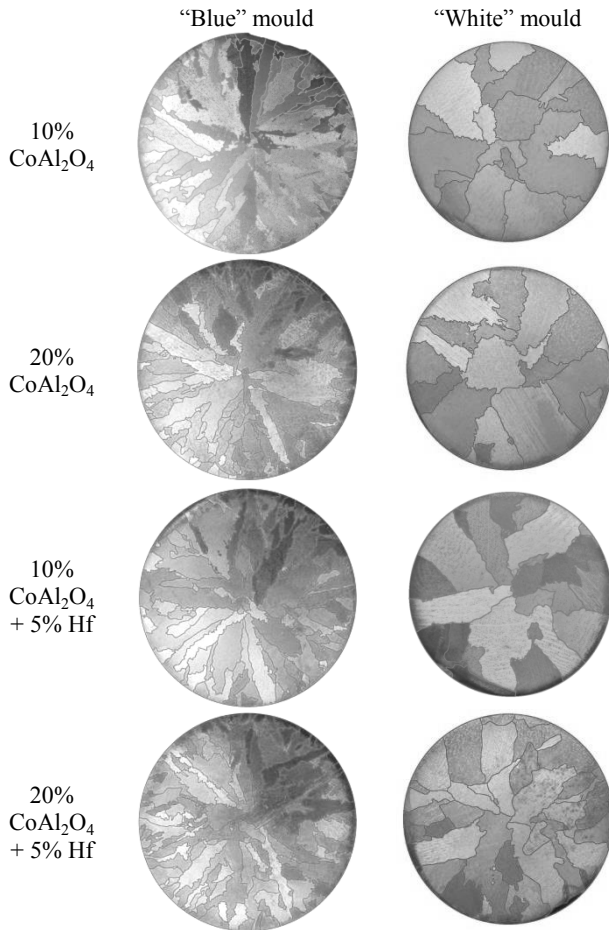 “Blue” mould “White” mould
10%
CoAl₂O₄
20%
CoAl₂O₄
10%
CoAl₂O₄
+ 5% Hf
20%
CoAl₂O₄
+ 5% Hf